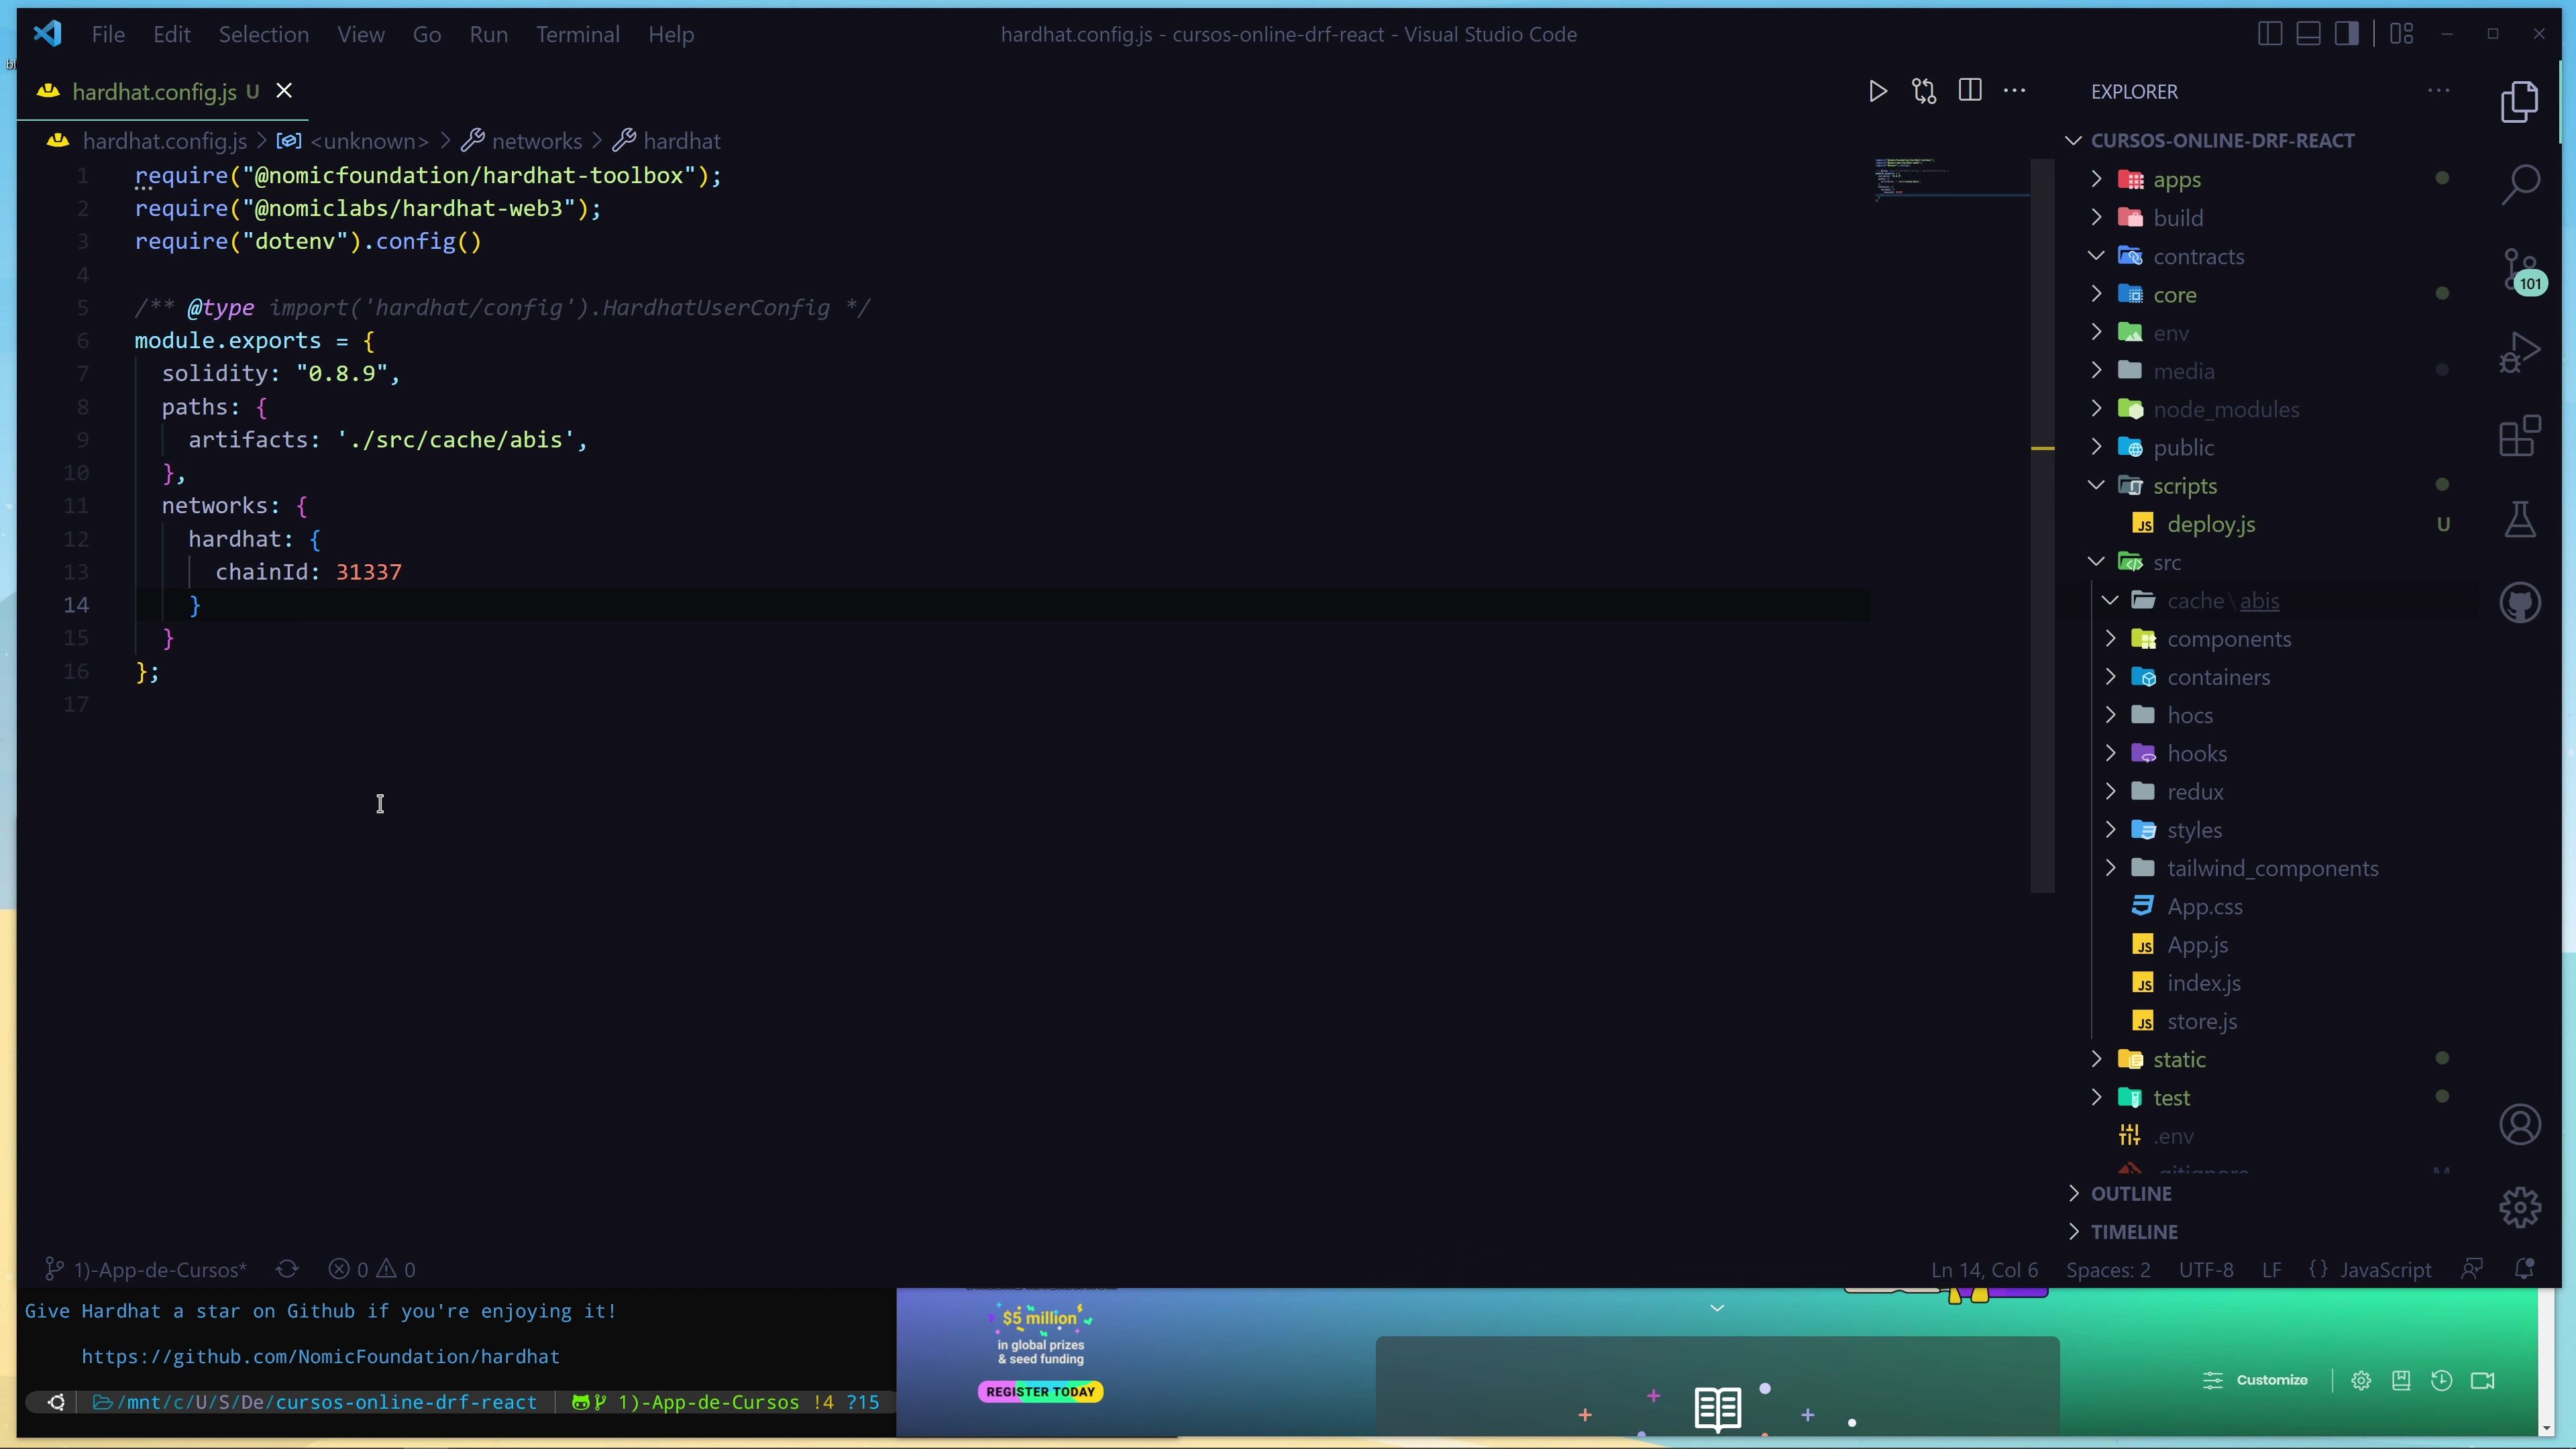 File Edit Selection View Go Run Terminal Help
hardhat.config.js - cursos-online-drf-react - Visual Studio Code
hardhat.config.js U
hardhat.config.js > <unknown> > networks > hardhat
1 require("@nomicfoundation/hardhat-toolbox");
2 require("@nomiclabs/hardhat-web3");
3 require("dotenv").config()
4
5 /** @type import('hardhat/config').HardhatUserConfig */
6 module.exports = {
7 solidity: "0.8.9",
8 paths: {
9 artifacts: './src/cache/abis',
10 },
11 networks: {
12 hardhat: {
13 chainId: 31337
14 }
15 }
16 };
17
EXPLORER
CURSOS-ONLINE-DRF-REACT
apps
build
contracts
core
env
media
node_modules
public
scripts
deploy.js U
src
cache\abis
components
containers
hocs
hooks
redux
styles
tailwind_components
App.css
App.js
index.js
store.js
static
test
.env
.gitignore M
OUTLINE
TIMELINE
101
1)-App-de-Cursos* 0 0
Ln 14, Col 6 Spaces: 2 UTF-8 LF {} JavaScript
Give Hardhat a star on Github if you're enjoying it!
https://github.com/NomicFoundation/hardhat
/mnt/c/U/S/De/cursos-online-drf-react 1)-App-de-Cursos !4 ?15
$5 million
in global prizes
& seed funding
REGISTER TODAY
Customize